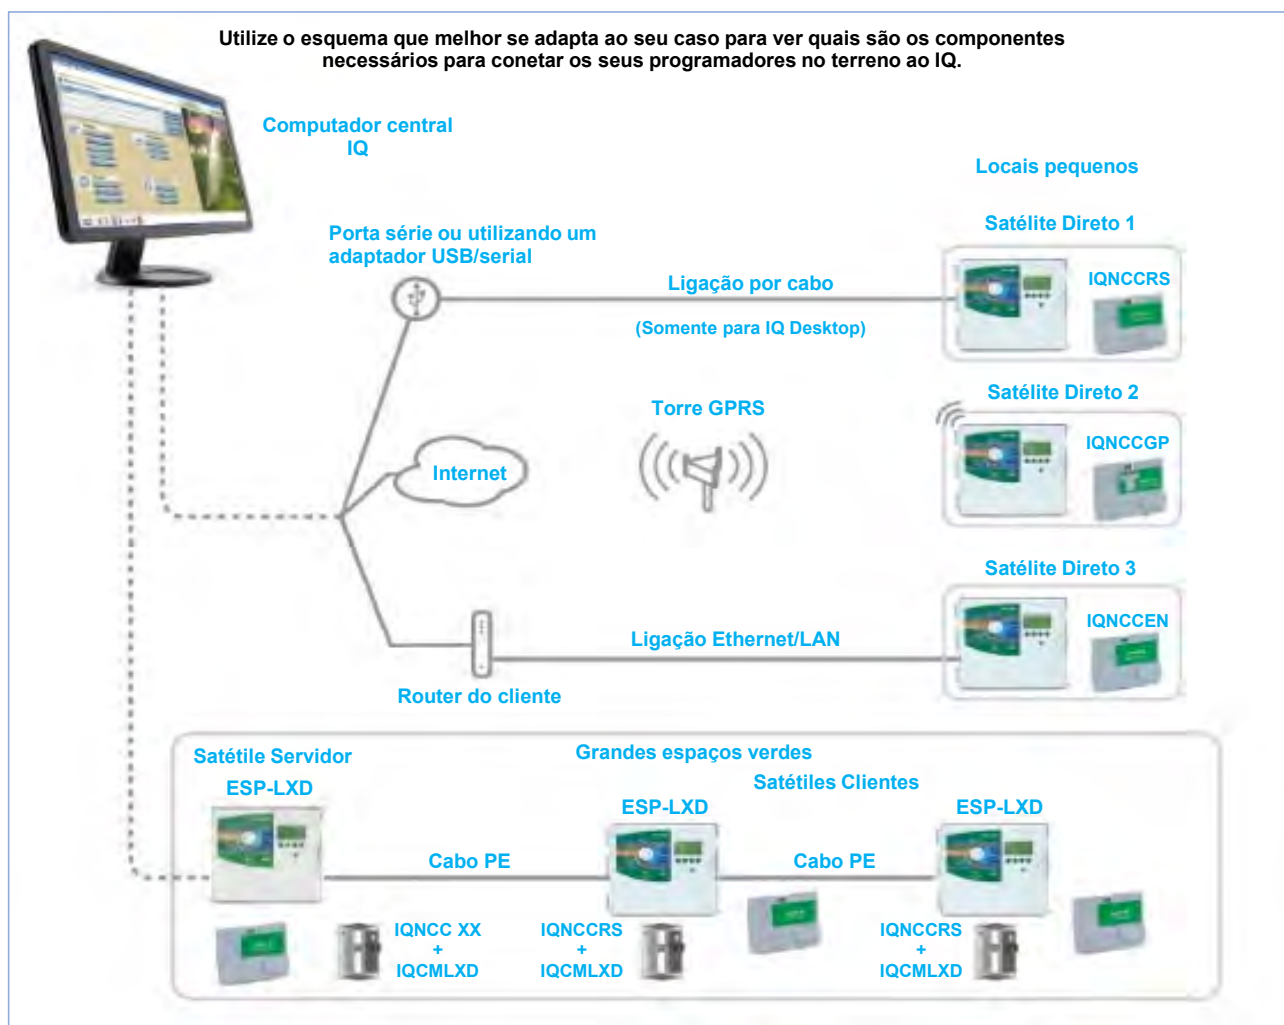 Utilize o esquema que melhor se adapta ao seu caso para ver quais são os componentes
necessários para conetar os seus programadores no terreno ao IQ.
Computador central
IQ
Locais pequenos
Porta série ou utilizando um
adaptador USB/serial
Ligação por cabo
(Somente para IQ Desktop)
Satélite Direto 1
IQNCCRS
Internet
Torre GPRS
Satélite Direto 2
IQNCCGP
Router do cliente
Ligação Ethernet/LAN
Satélite Direto 3
IQNCCEN
Grandes espaços verdes
Satétile Servidor
ESP-LXD
Satétiles Clientes
ESP-LXD
ESP-LXD
Cabo PE
Cabo PE
IQNCC XX
+
IQCMLXD
IQNCCRS
+
IQCMLXD
IQNCCRS
+
IQCMLXD